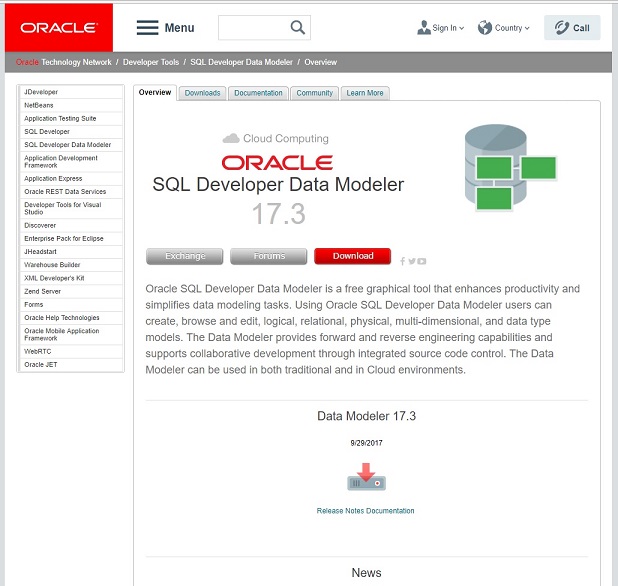 ORACLE
Menu
Sign In
Country
Call
Oracle Technology Network / Developer Tools / SQL Developer Data Modeler / Overview
JDeveloper
NetBeans
Application Testing Suite
SQL Developer
SQL Developer Data Modeler
Application Development
Framework
Application Express
Oracle REST Data Services
Developer Tools for Visual
Studio
Discoverer
Enterprise Pack for Eclipse
JHeadstart
Warehouse Builder
XML Developer's Kit
Zend Server
Forms
Oracle Help Technologies
Oracle Mobile Application
Framework
WebRTC
Oracle JET
Overview
Downloads
Documentation
Community
Learn More
Cloud Computing
ORACLE
SQL Developer Data Modeler
17.3
Exchange
Forums
Download
Oracle SQL Developer Data Modeler is a free graphical tool that enhances productivity and
simplifies data modeling tasks. Using Oracle SQL Developer Data Modeler users can
create, browse and edit, logical, relational, physical, multi-dimensional, and data type
models. The Data Modeler provides forward and reverse engineering capabilities and
supports collaborative development through integrated source code control. The Data
Modeler can be used in both traditional and in Cloud environments.
Data Modeler 17.3
9/29/2017
Release Notes Documentation
News